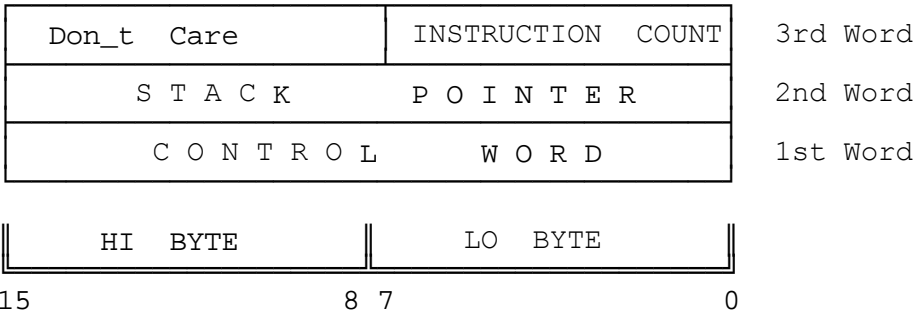 Don_t Care INSTRUCTION COUNT 3rd Word
S T A C K P O I N T E R 2nd Word
C O N T R O L W O R D 1st Word
HI BYTE LO BYTE
15 8 7 0